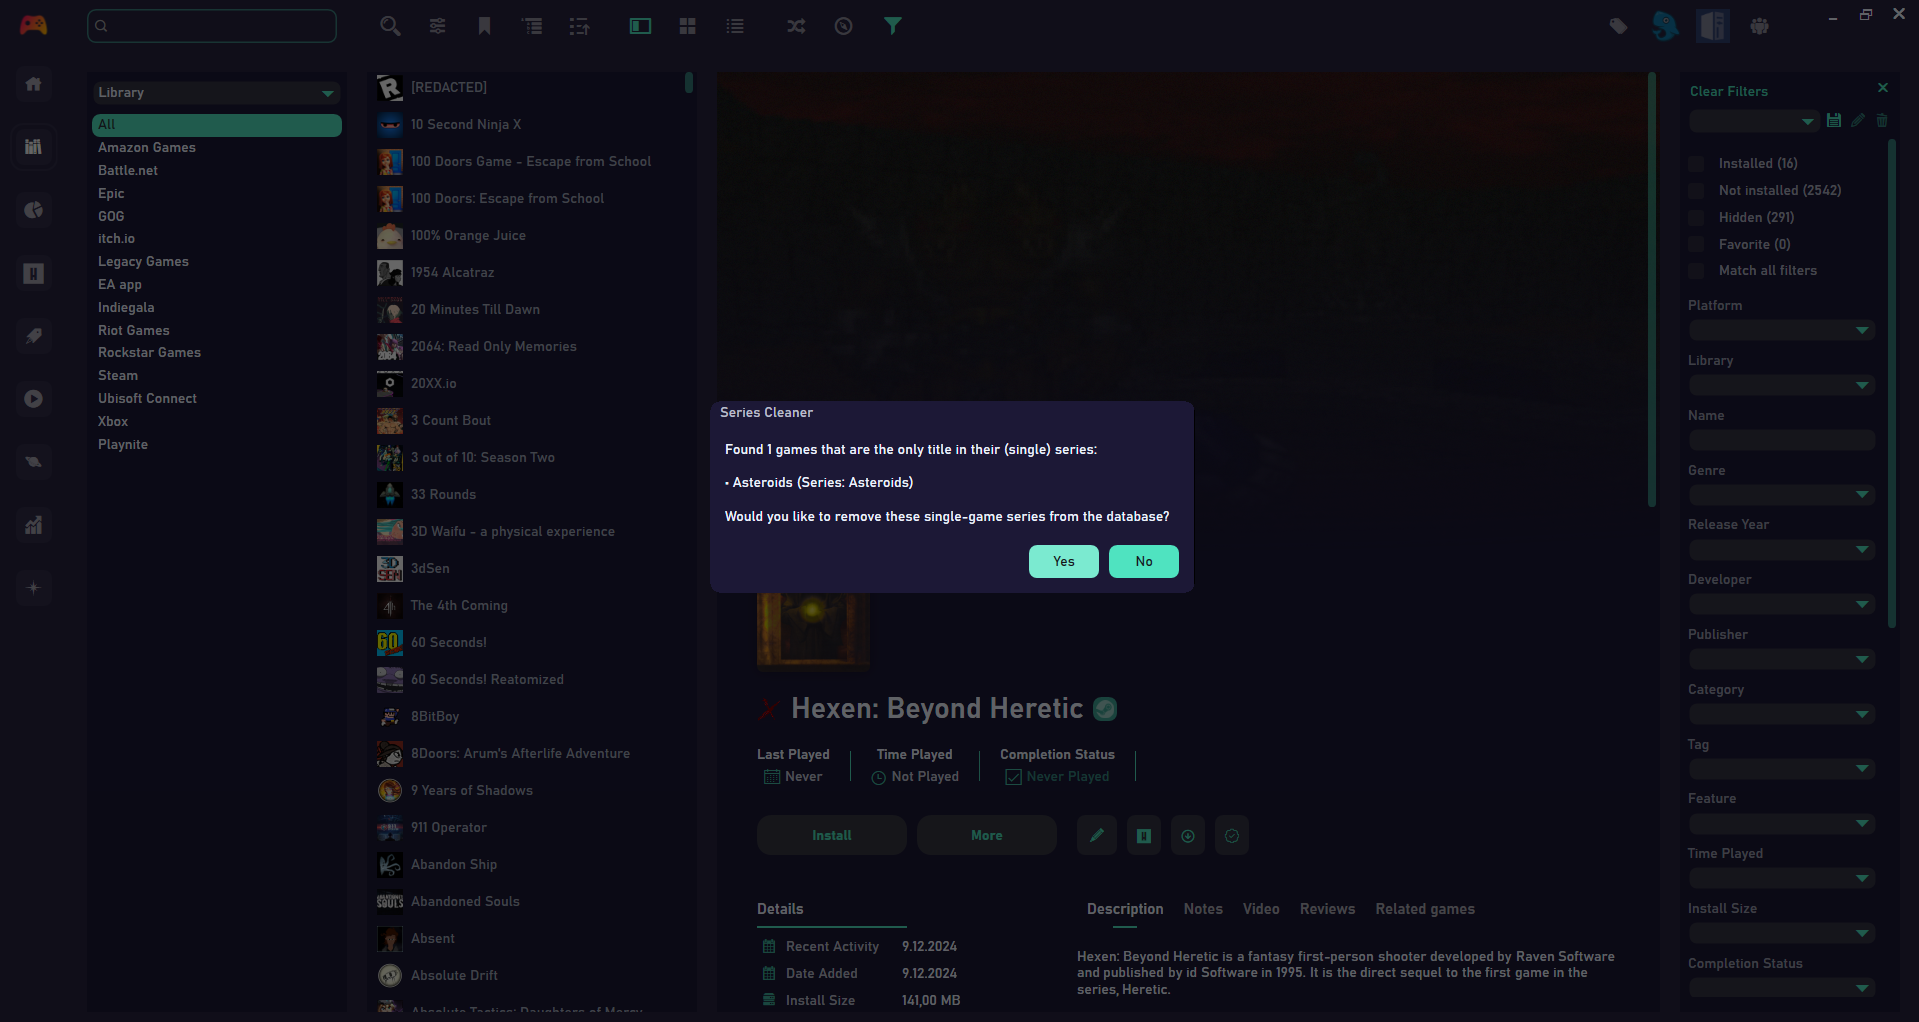 Library
All
Amazon Games
Battle.net
Epic
GOG
itch.io
Legacy Games
EA app
Indiegala
Riot Games
Rockstar Games
Steam
Ubisoft Connect
Xbox
Playnite
[REDACTED]
10 Second Ninja X
100 Doors Game - Escape from School
100 Doors: Escape from School
100% Orange Juice
1954 Alcatraz
20 Minutes Till Dawn
2064: Read Only Memories
20XX.io
3 Count Bout
3 out of 10: Season Two
33 Rounds
3D Waifu - a physical experience
3dSen
The 4th Coming
60 Seconds!
60 Seconds! Reatomized
8BitBoy
8Doors: Arum's Afterlife Adventure
9 Years of Shadows
911 Operator
Abandon Ship
Abandoned Souls
Absent
Absolute Drift
Absolute Tactics: Daughters of Mercy
Series Cleaner
Found 1 games that are the only title in their (single) series:
• Asteroids (Series: Asteroids)
Would you like to remove these single-game series from the database?
Yes
No
Hexen: Beyond Heretic
Last Played
Never
Time Played
Not Played
Completion Status
Never Played
Install
More
Details
Recent Activity 9.12.2024
Date Added 9.12.2024
Install Size 141,00 MB
Description Notes Video Reviews Related games
Hexen: Beyond Heretic is a fantasy first-person shooter developed by Raven Software
and published by id Software in 1995. It is the direct sequel to the first game in the
series, Heretic.
Clear Filters
Installed (16)
Not installed (2542)
Hidden (291)
Favorite (0)
Match all filters
Platform
Library
Name
Genre
Release Year
Developer
Publisher
Category
Tag
Feature
Time Played
Install Size
Completion Status